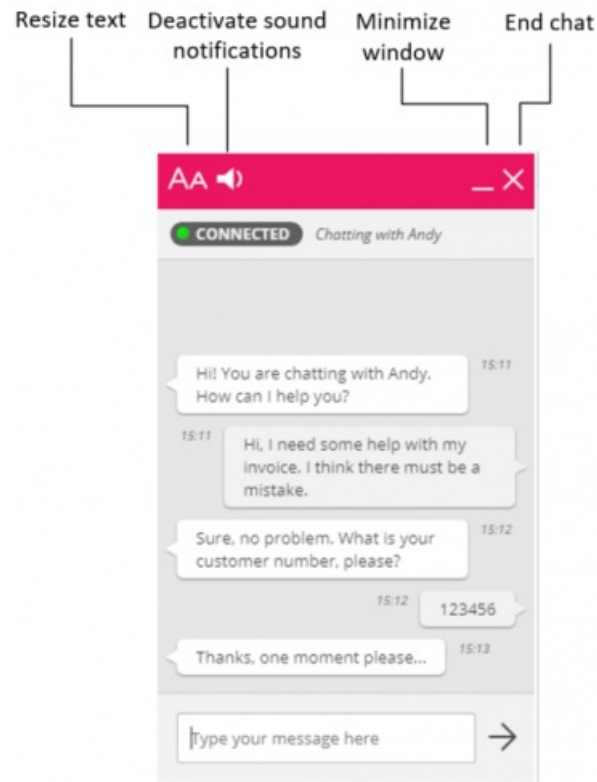 Resize text
Deactivate sound
notifications
Minimize
window
End chat
AA
CONNECTED
Chatting with Andy
Hi! You are chatting with Andy.
How can I help you?
15:11
15:11
Hi, I need some help with my
invoice. I think there must be a
mistake.
Sure, no problem. What is your
customer number, please?
15:12
15:12
123456
Thanks, one moment please...
15:13
Type your message here